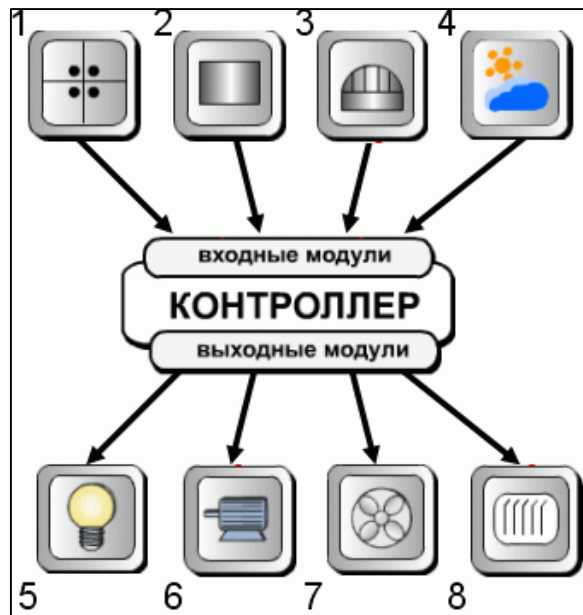 1 2 3 4
входные модули
КОНТРОЛЛЕР
выходные модули
5 6 7 8